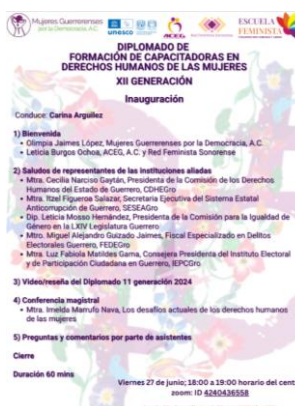 Mujeres Guerrerenses
por la Democracia, A.C.
unesco
ACEG
ESCUELA
FEMINISTA
DIPLOMADO DE
FORMACIÓN DE CAPACITADORAS EN
DERECHOS HUMANOS DE LAS MUJERES
XII GENERACIÓN
Inauguración
Conduce: Carina Arguilez
1) Bienvenida
• Olimpia Jaimes López, Mujeres Guerrerenses por la Democracia, A.C.
• Leticia Burgos Ochoa, ACEG, A.C. y Red Feminista Sonorense
2) Saludos de representantes de las instituciones aliadas
• Mtra. Cecilia Narciso Gaytán, Presidenta de la Comisión de los Derechos
Humanos del Estado de Guerrero, CDHEGro
• Mtra. Itzel Figueroa Salazar, Secretaria Ejecutiva del Sistema Estatal
Anticorrupción de Guerrero, SESEAGro
• Dip. Leticia Mosso Hernández, Presidenta de la Comisión para la Igualdad de
Género en la LXIV Legislatura Guerrero
• Mtro. Miguel Alejandro Guizado Jaimes, Fiscal Especializado en Delitos
Electorales Guerrero, FEDEGro
• Mtra. Luz Fabiola Matildes Gama, Consejera Presidenta del Instituto Electoral
y de Participación Ciudadana en Guerrero, IEPCGro
3) Video/reseña del Diplomado 11 generación 2024
4) Conferencia magistral
• Mtra. Imelda Marrufo Nava, Los desafíos actuales de los derechos humanos
de las mujeres
5) Preguntas y comentarios por parte de asistentes
Cierre
Duración 60 mins
Viernes 27 de junio; 18:00 a 19:00 horario del cent
zoom: ID 4240436558